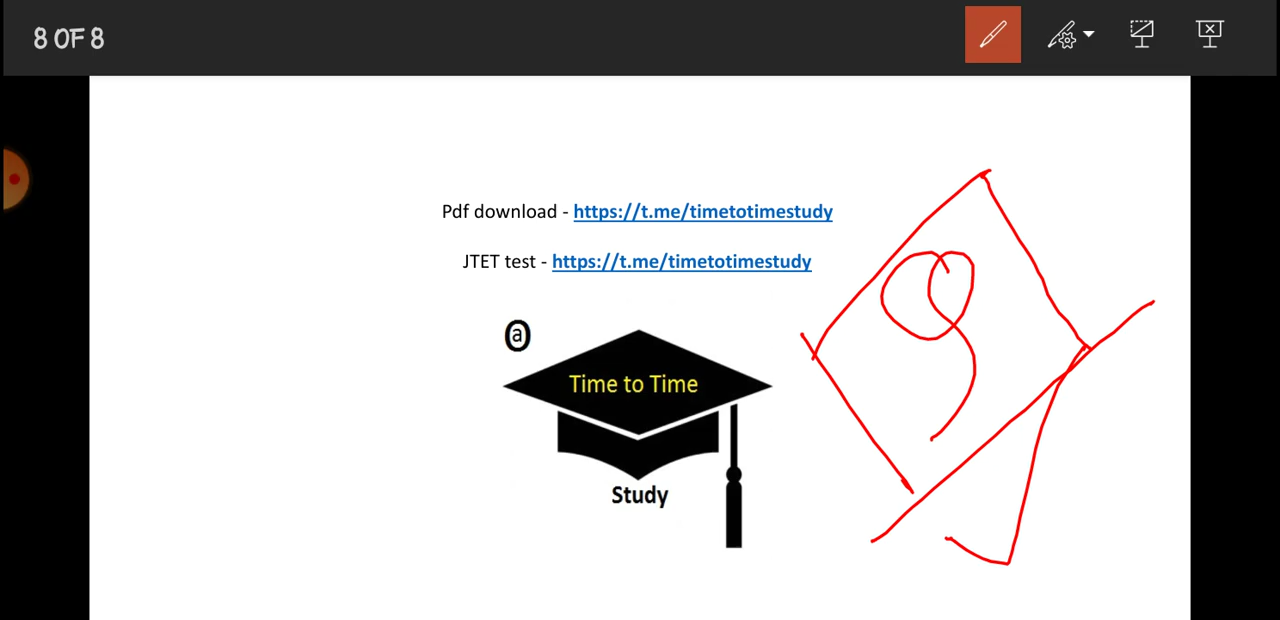 8 OF 8
Pdf download - https://t.me/timetotimestudy
JTET test - https://t.me/timetotimestudy
@
Time to Time
Study